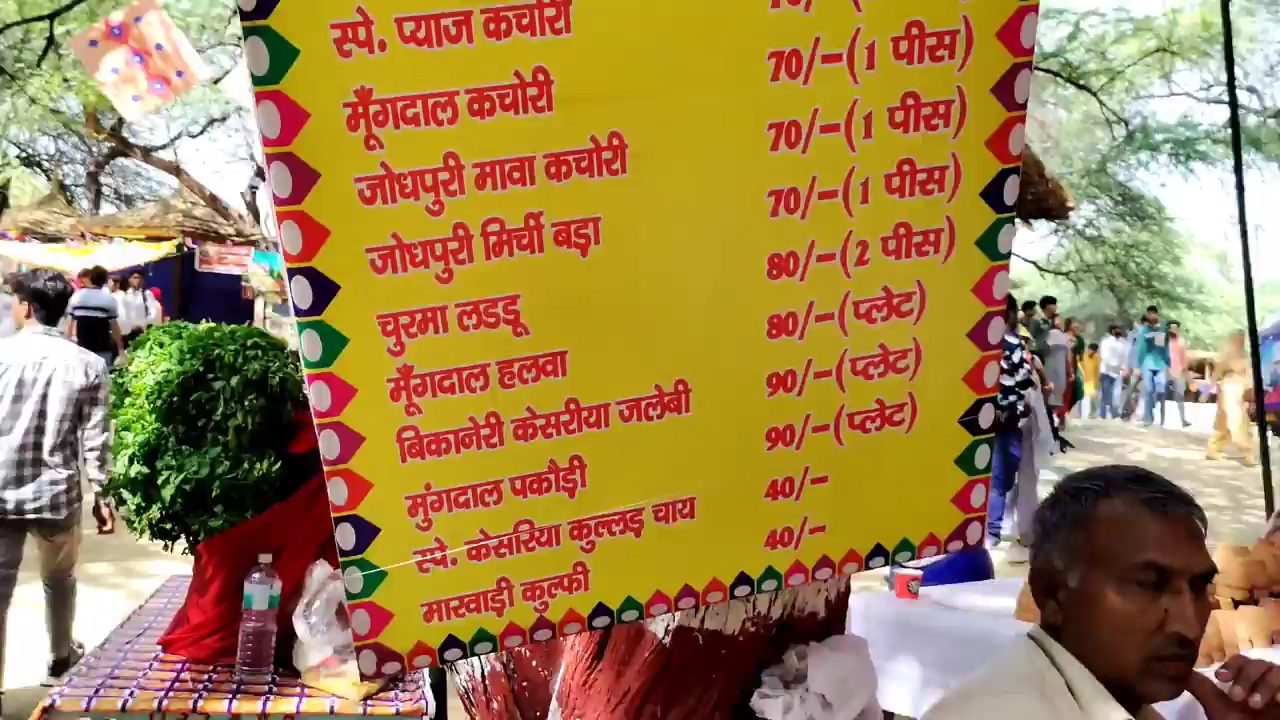 स्पे. प्याज कचोरी
मूँगदाल कचोरी 70/-(1 पीस)
जोधपुरी मावा कचोरी 70/-(1 पीस)
जोधपुरी मिर्ची बड़ा 70/-(1 पीस)
चुरमा लडडू 80/-(2 पीस)
मूँगदाल हलवा 80/-(प्लेट)
बिकानेरी केसरीया जलेबी 90/-(प्लेट)
मुंगदाल पकौड़ी 90/-(प्लेट)
स्पे. केसरिया कुल्लड़ चाय 40/-
मारवाड़ी कुल्फी 40/-